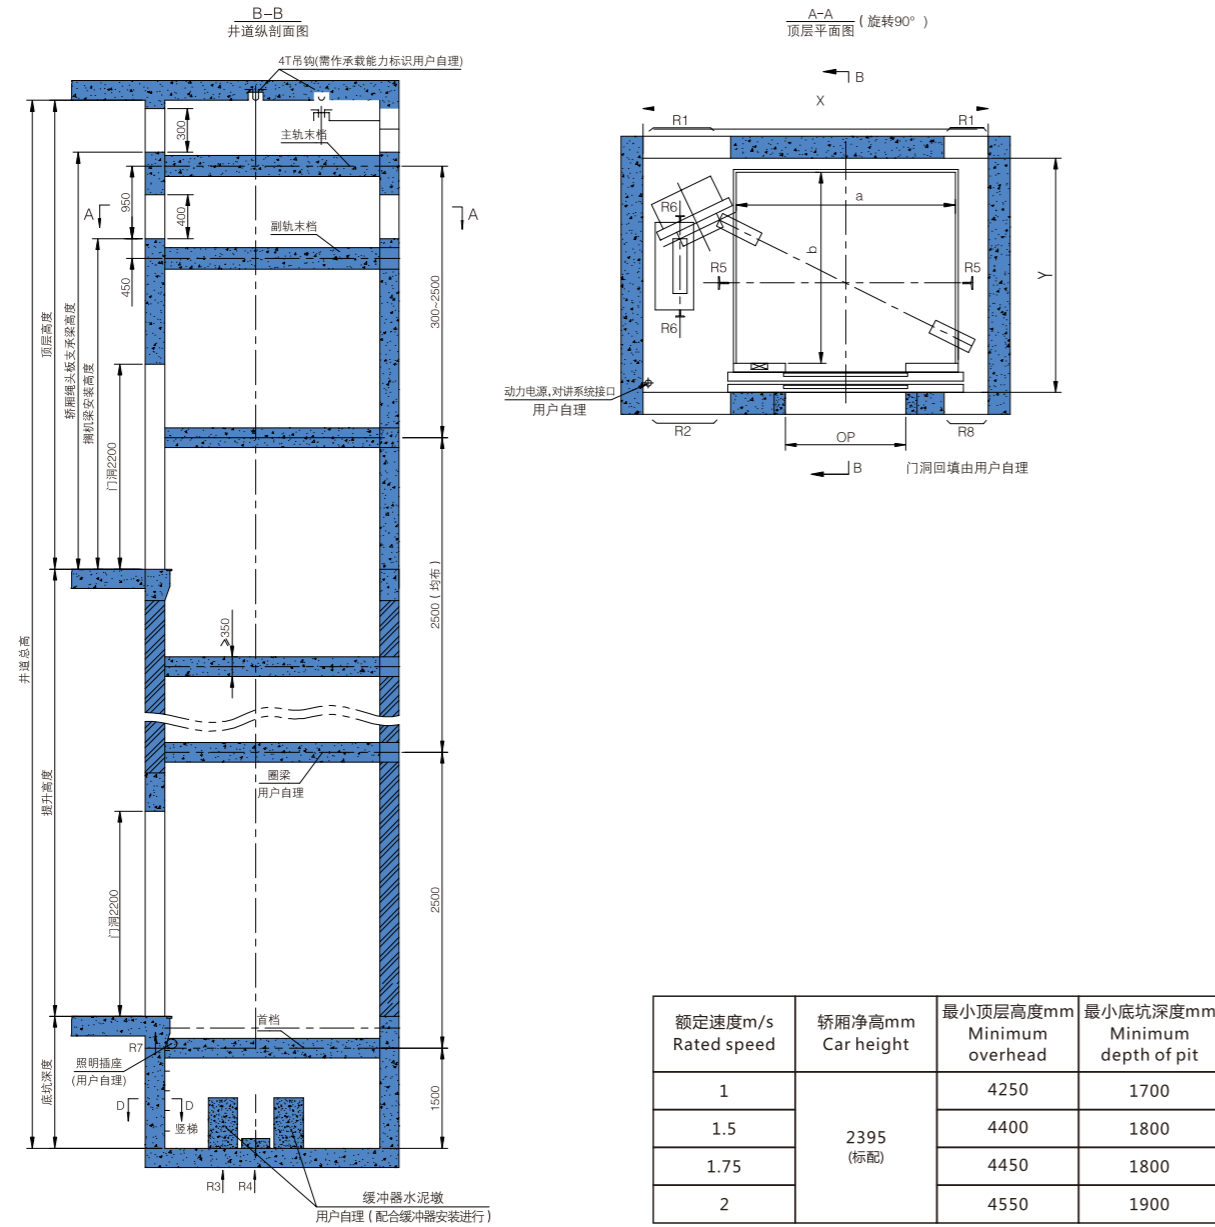 B-B
井道纵剖面图
4T吊钩(需作承载能力标识用户自理)
300
主轨末档
950
A
400
A
副轨末档
450
300~2500
顶层高度
轿厢绳头板支承梁高度
搁机梁安装高度
门洞2200
2500(均布)
≥350
井道总高
提升高度
圈梁
用户自理
门洞2200
2500
首档
R7
照明插座
(用户自理)
底坑深度
D
D
竖梯
1500
R3
R4
缓冲器水泥墩
用户自理(配合缓冲器安装进行)
A-A
顶层平面图
(旋转90°)
B
X
R1
R1
R6
a
b
R5
R5
Y
R6
动力电源,对讲系统接口
用户自理
R2
OP
R8
B
门洞回填由用户自理
额定速度m/s
Rated speed
轿厢净高mm
Car height
最小顶层高度mm
Minimum
overhead
最小底坑深度mm
Minimum
depth of pit
1
4250
1700
1.5
4400
1800
2395
(标配)
1.75
4450
1800
2
4550
1900